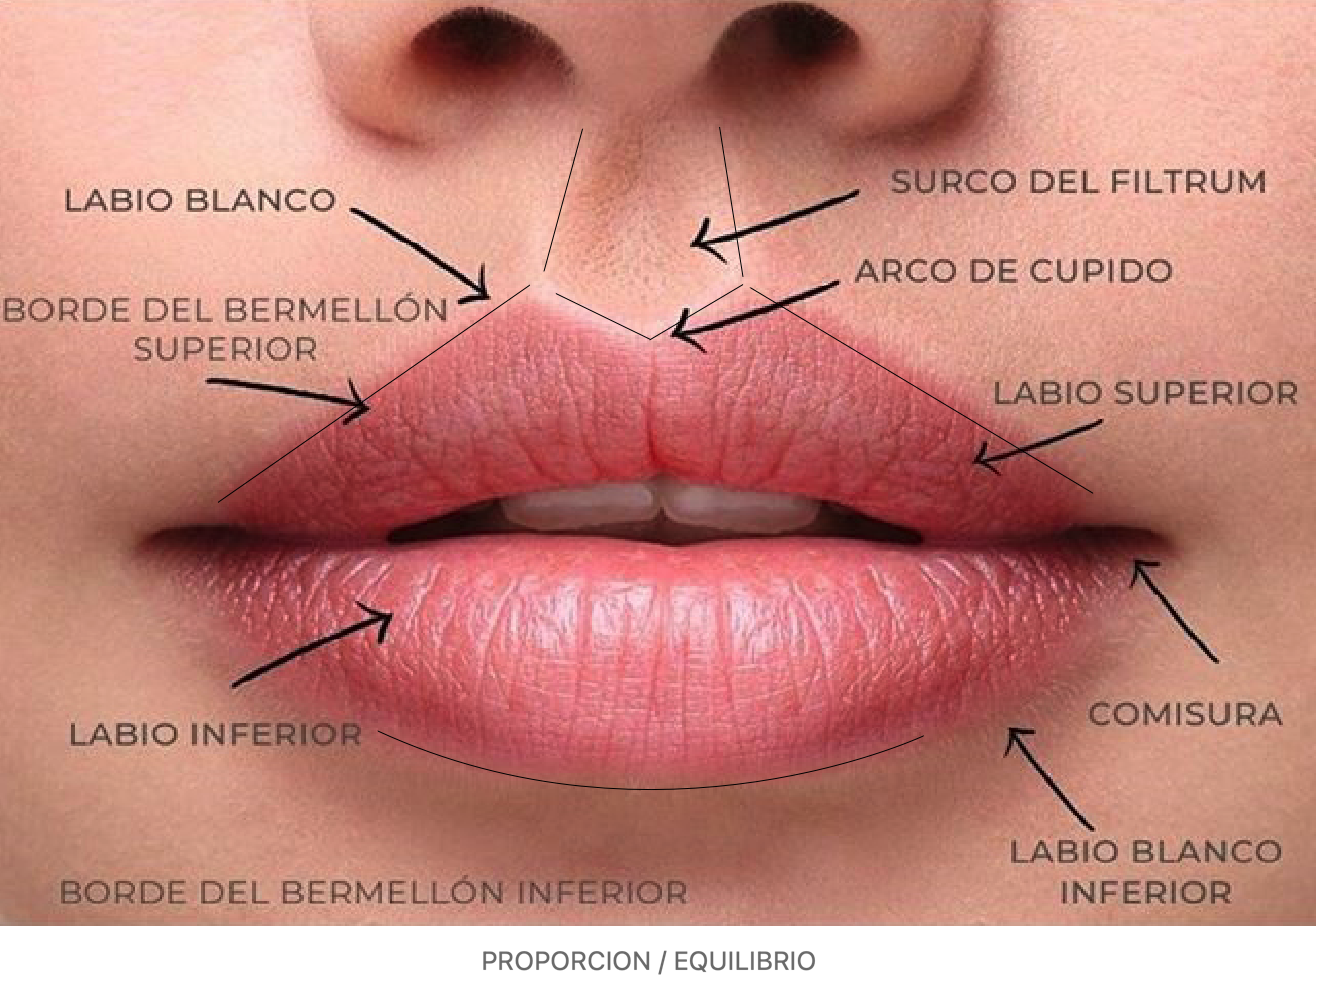 SURCO DEL FILTRUM
LABIO BLANCO
ARCO DE CUPIDO
BORDE DEL BERMELLÓN
SUPERIOR
LABIO SUPERIOR
COMISURA
LABIO INFERIOR
LABIO BLANCO
INFERIOR
BORDE DEL BERMELLÓN INFERIOR
PROPORCION / EQUILIBRIO